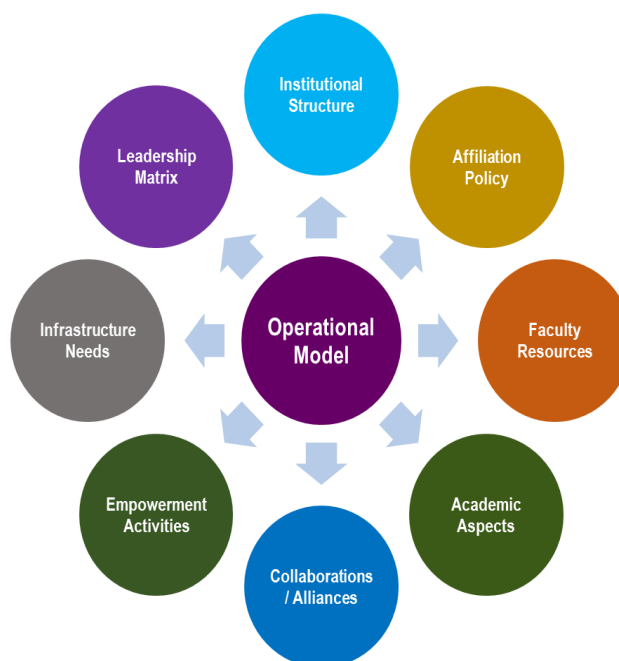 Institutional
Structure
Affiliation
Policy
Faculty
Resources
Academic
Aspects
Collaborations
/ Alliances
Empowerment
Activities
Infrastructure
Needs
Leadership
Matrix
Operational
Model